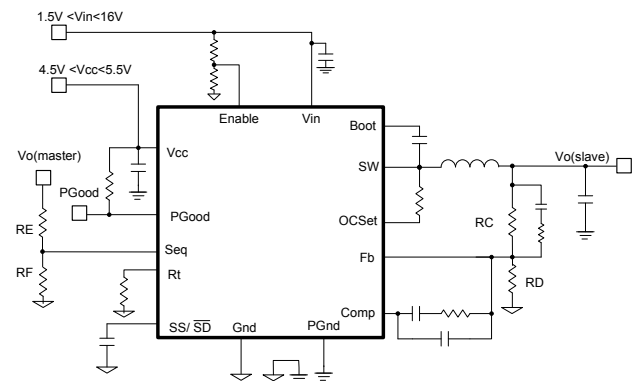 1.5V <Vin<16V
4.5V <Vcc<5.5V
Enable
Vin
Boot
Vcc
Vo(master)
SW
Vo(slave)
PGood
PGood
OCSet
RC
RE
Seq
Fb
RF
Rt
RD
Comp
SS/ SD
Gnd
PGnd